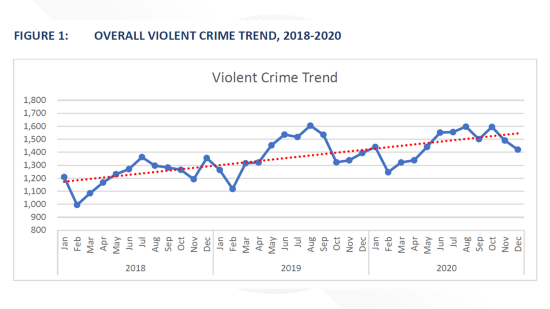 FIGURE 1: OVERALL VIOLENT CRIME TREND, 2018-2020
Violent Crime Trend
1,800
1,700
1,600
1,500
1,400
1,300
1,200
1,100
1,000
900
800
Jan Feb Mar Apr May Jun Jul Aug Sep Oct Nov Dec Jan Feb Mar Apr May Jun Jul Aug Sep Oct Nov Dec Jan Feb Mar Apr May Jun Jul Aug Sep Oct Nov Dec
2018 2019 2020